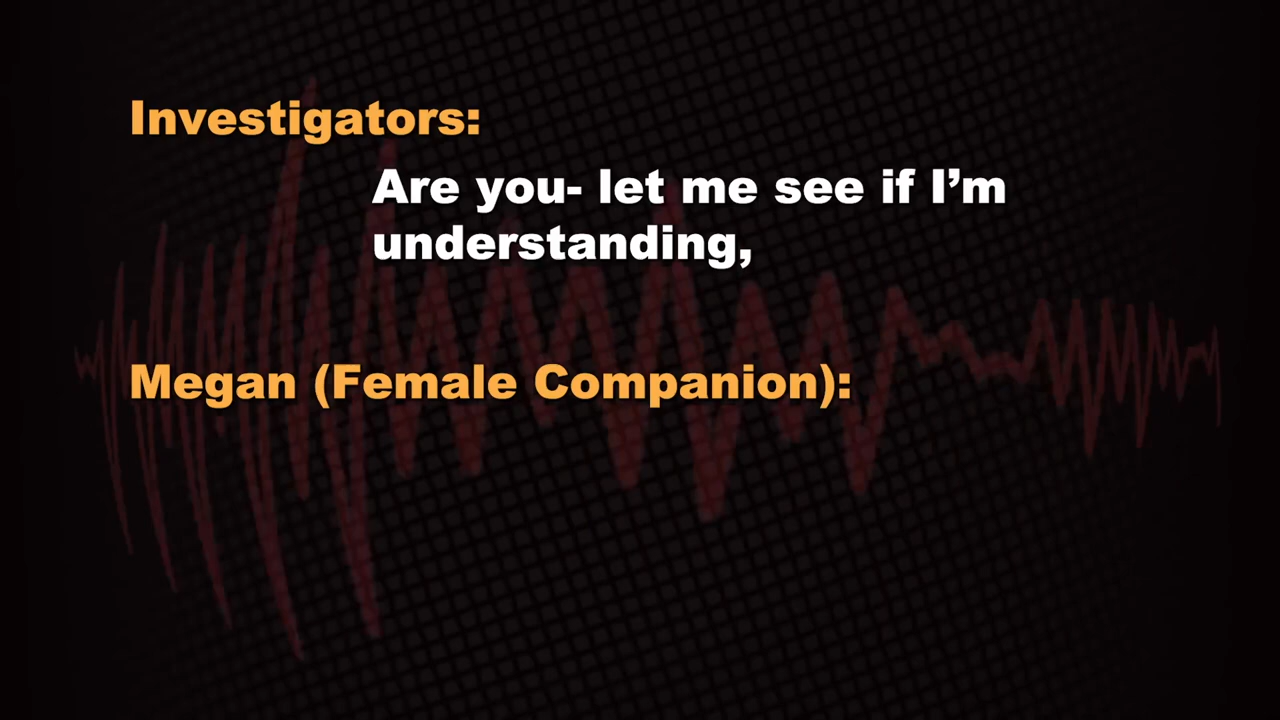 Investigators:
Are you- let me see if I’m
understanding,
Megan (Female Companion):